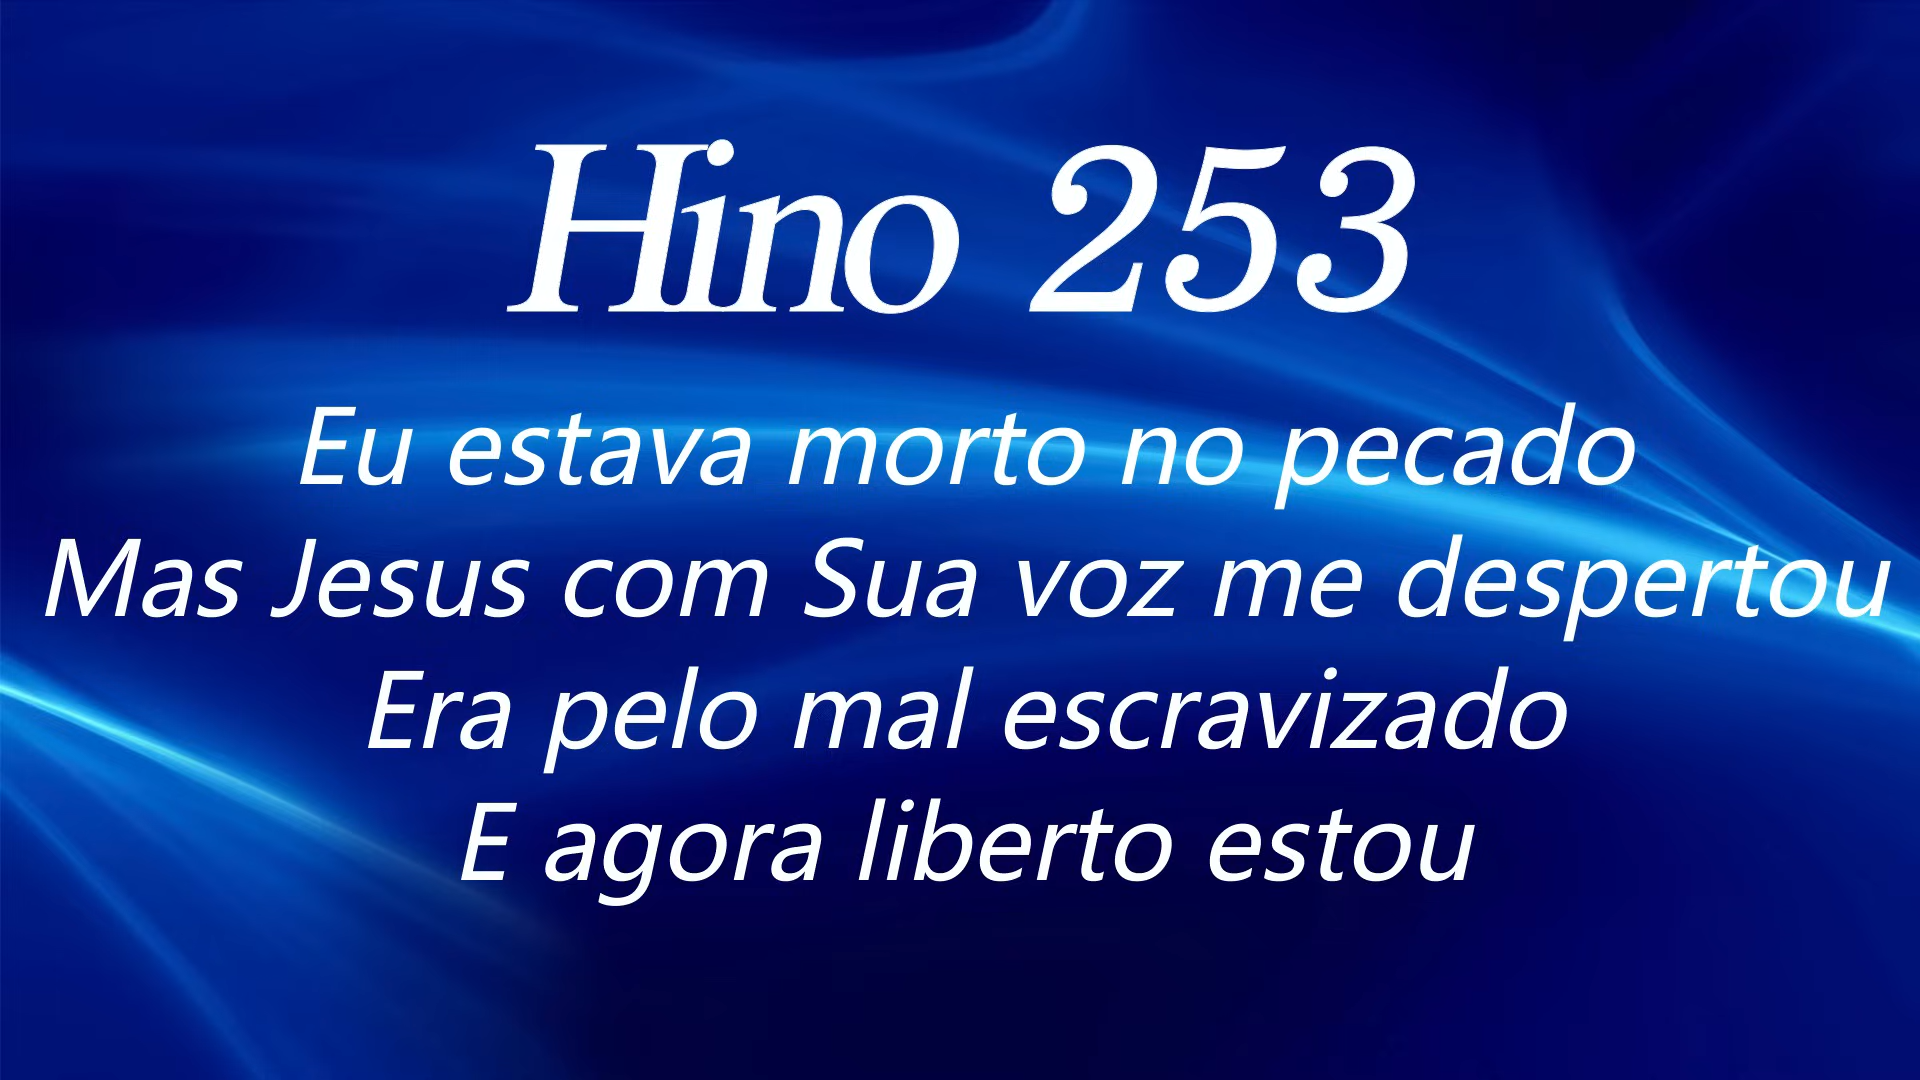 Hino 253
Eu estava morto no pecado
Mas Jesus com Sua voz me despertou
Era pelo mal escravizado
E agora liberto estou